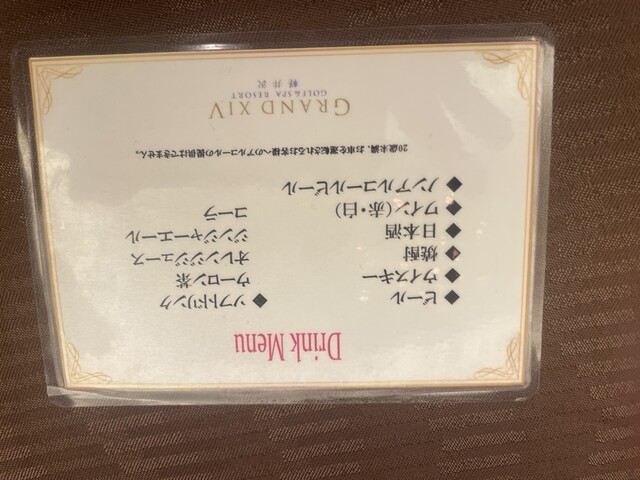 Drink Menu
◆ ビール
◆ ウイスキー
◆ 焼酎
◆ 日本酒
◆ ワイン(赤・白)
◆ ノンアルコールビール
◆ ソフトドリンク
ウーロン茶
オレンジジュース
ジンジャーエール
コーラ
20歳未満、お車を運転されるお客様へのアルコールの提供はできません。
GRAND XIV
GOLF&SPA RESORT
軽井沢